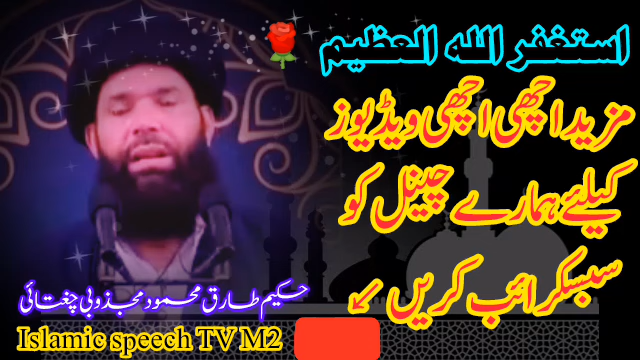 استغفر اللہ العظیم
مزید اچھی اچھی ویڈیوز
کیلئے ہمارے چینل کو
سبسکرائب کریں ↙
حکیم طارق محمود مجذوبی چغتائی
Islamic speech TV M2